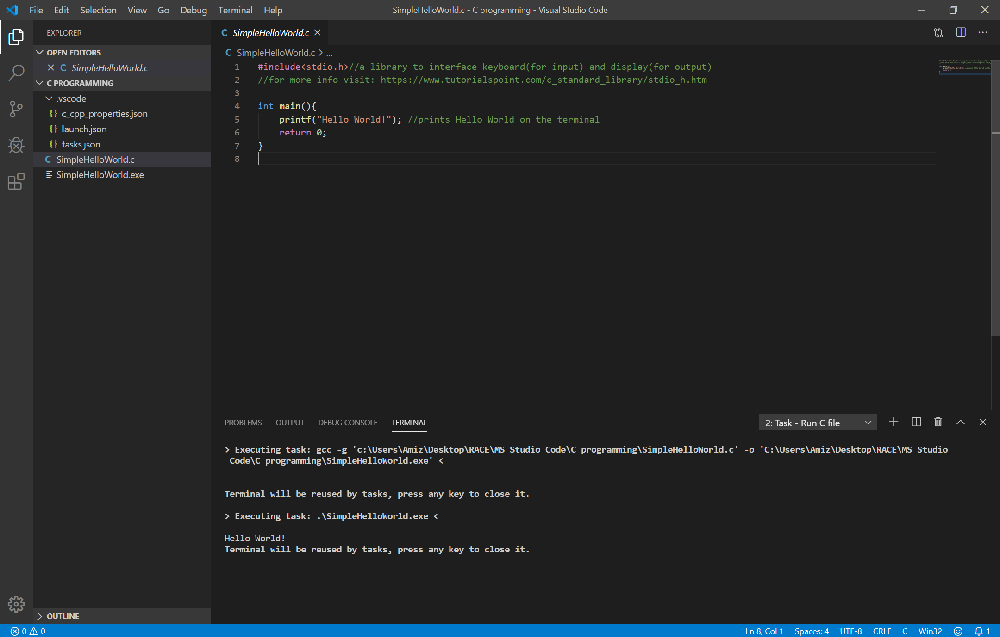 File Edit Selection View Go Debug Terminal Help
SimpleHelloWorld.c - C programming - Visual Studio Code
EXPLORER
OPEN EDITORS
C SimpleHelloWorld.c
C PROGRAMMING
.vscode
{} c_cpp_properties.json
{} launch.json
{} tasks.json
C SimpleHelloWorld.c
SimpleHelloWorld.exe
OUTLINE
C SimpleHelloWorld.c
C SimpleHelloWorld.c > ...
1 #include<stdio.h>//a library to interface keyboard(for input) and display(for output)
2 //for more info visit: https://www.tutorialspoint.com/c_standard_library/stdio_h.htm
3
4 int main(){
5 printf("Hello World!"); //prints Hello World on the terminal
6 return 0;
7 }
8
PROBLEMS OUTPUT DEBUG CONSOLE TERMINAL
2: Task - Run C file
> Executing task: gcc -g 'c:\Users\Amiz\Desktop\RACE\MS Studio Code\C programming\SimpleHelloWorld.c' -o 'C:\Users\Amiz\Desktop\RACE\MS Studio
Code\C programming\SimpleHelloWorld.exe' <
Terminal will be reused by tasks, press any key to close it.
> Executing task: .\SimpleHelloWorld.exe <
Hello World!
Terminal will be reused by tasks, press any key to close it.
0 0
Ln 8, Col 1 Spaces: 4 UTF-8 CRLF C Win32 1